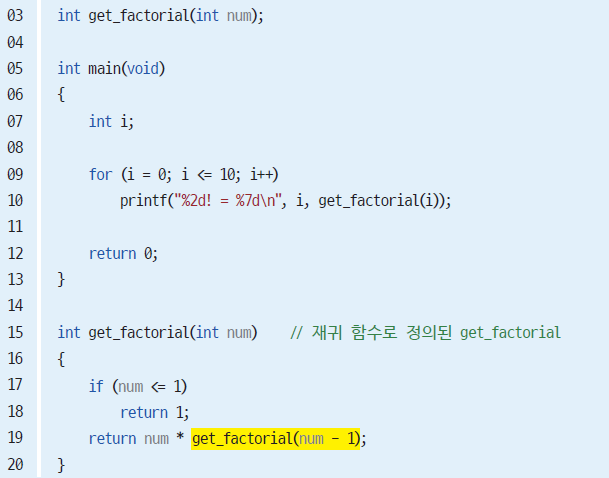 03 int get_factorial(int num);
04
05 int main(void)
06 {
07     int i;
08
09     for (i = 0; i <= 10; i++)
10         printf("%2d! = %7d\n", i, get_factorial(i));
11
12     return 0;
13 }
14
15 int get_factorial(int num)    // 재귀 함수로 정의된 get_factorial
16 {
17     if (num <= 1)
18         return 1;
19     return num * get_factorial(num - 1);
20 }